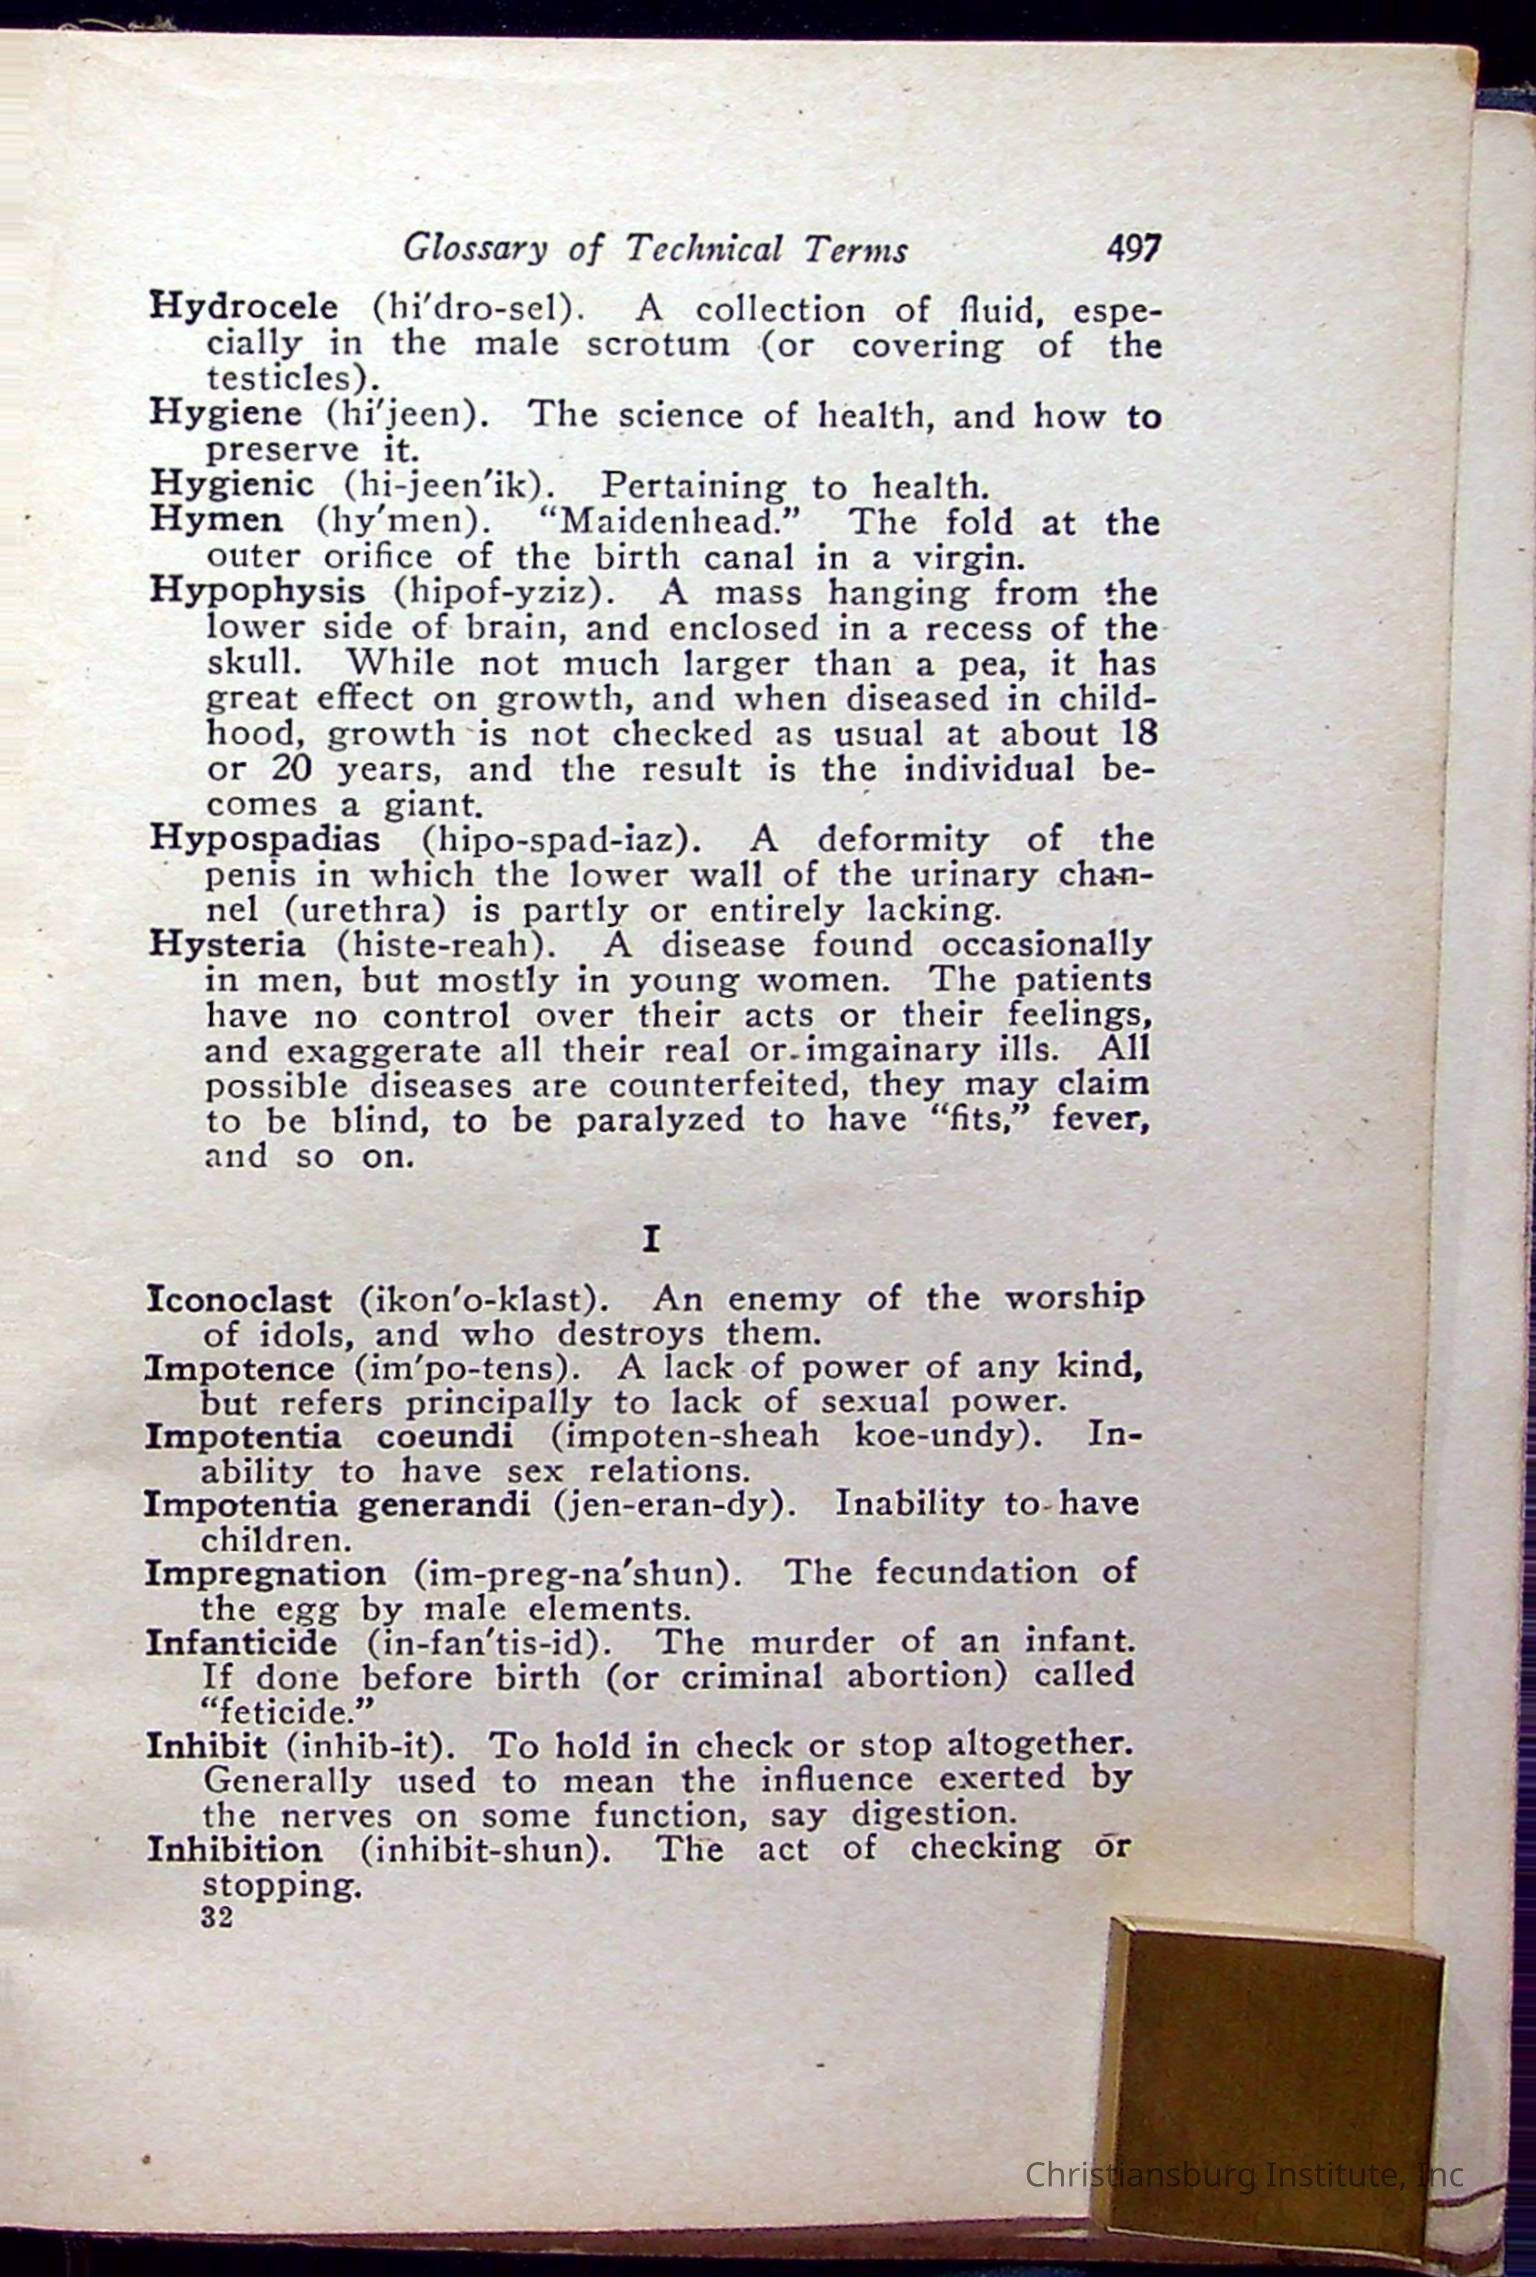 Glossary of Technical Terms 497
Hydrocele (hi′dro-sel). A collection of fluid, espe-
cially in the male scrotum (or covering of the
testicles).
Hygiene (hi′jeen). The science of health, and how to
preserve it.
Hygienic (hi-jeen′ik). Pertaining to health.
Hymen (hy′men). “Maidenhead.” The fold at the
outer orifice of the birth canal in a virgin.
Hypophysis (hipof-yziz). A mass hanging from the
lower side of brain, and enclosed in a recess of the
skull. While not much larger than a pea, it has
great effect on growth, and when diseased in child-
hood, growth is not checked as usual at about 18
or 20 years, and the result is the individual be-
comes a giant.
Hypospadias (hipo-spad-iaz). A deformity of the
penis in which the lower wall of the urinary chan-
nel (urethra) is partly or entirely lacking.
Hysteria (histe-reah). A disease found occasionally
in men, but mostly in young women. The patients
have no control over their acts or their feelings,
and exaggerate all their real or imgainary ills. All
possible diseases are counterfeited, they may claim
to be blind, to be paralyzed to have “fits,” fever,
and so on.
I
Iconoclast (ikon′o-klast). An enemy of the worship
of idols, and who destroys them.
Impotence (im′po-tens). A lack of power of any kind,
but refers principally to lack of sexual power.
Impotentia coeundi (impoten-sheah koe-undy). In-
ability to have sex relations.
Impotentia generandi (jen-eran-dy). Inability to have
children.
Impregnation (im-preg-na′shun). The fecundation of
the egg by male elements.
Infanticide (in-fan′tis-id). The murder of an infant.
If done before birth (or criminal abortion) called
“feticide.”
Inhibit (inhib-it). To hold in check or stop altogether.
Generally used to mean the influence exerted by
the nerves on some function, say digestion.
Inhibition (inhibit-shun). The act of checking or
stopping.
32
Christiansburg Institute, Inc